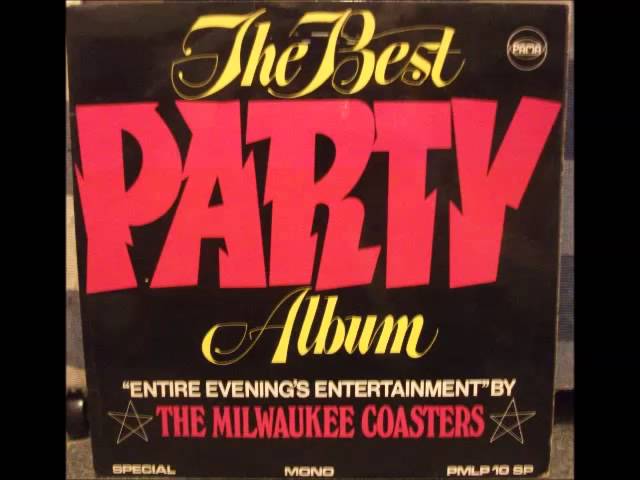 PAMA
The Best
PARTY
Album
"ENTIRE EVENING'S ENTERTAINMENT" BY
THE MILWAUKEE COASTERS
SPECIAL MONO PMLP 10 SP